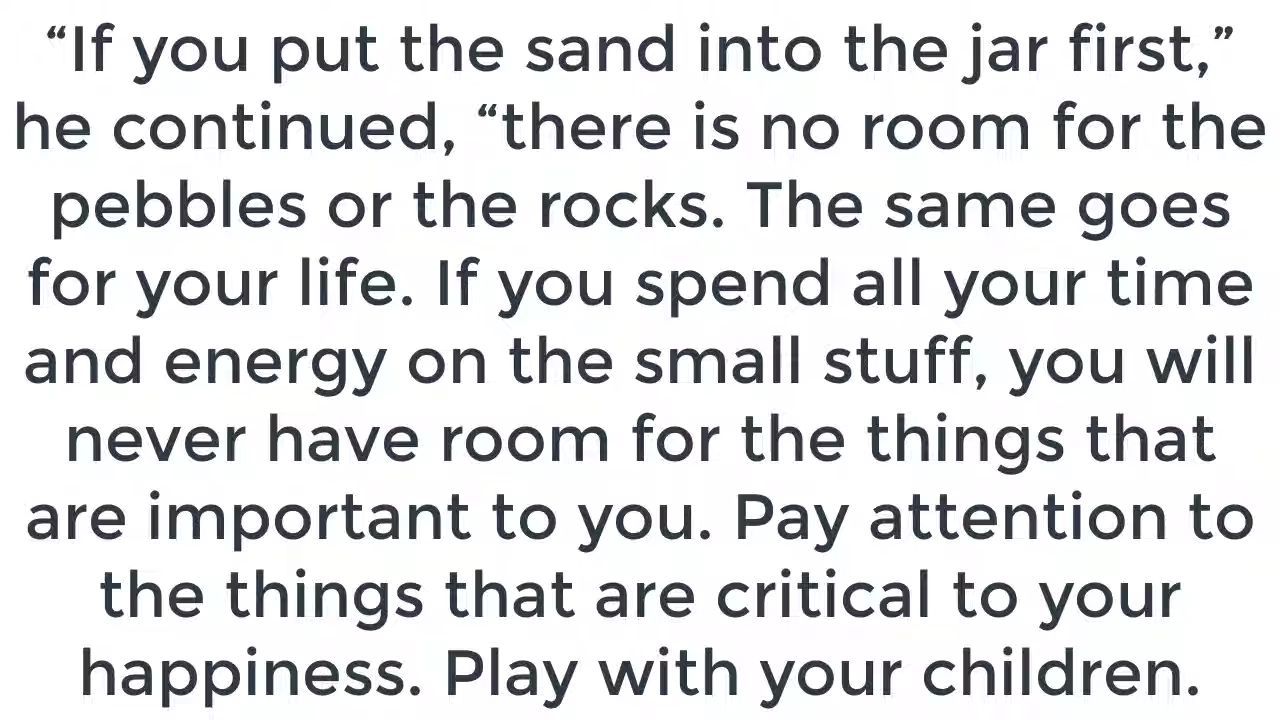 “If you put the sand into the jar first,”
he continued, “there is no room for the
pebbles or the rocks. The same goes
for your life. If you spend all your time
and energy on the small stuff, you will
never have room for the things that
are important to you. Pay attention to
the things that are critical to your
happiness. Play with your children.